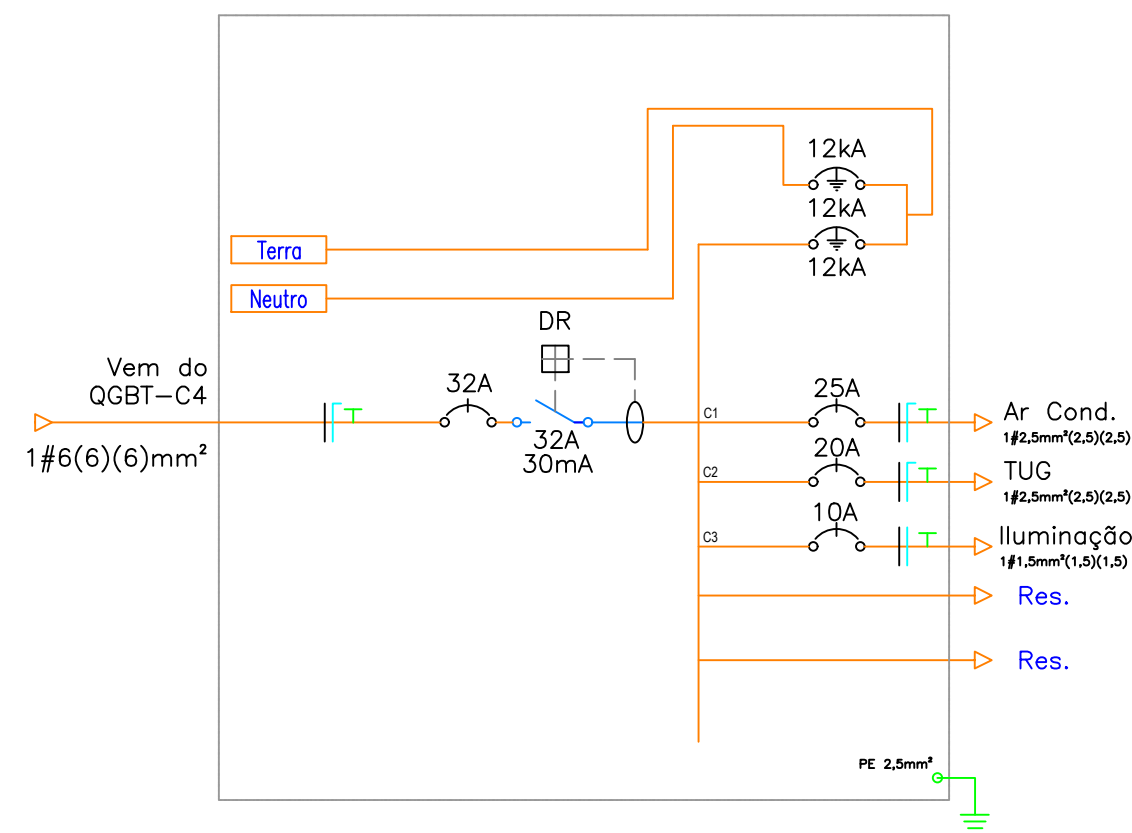 12kA
12kA
12kA
Terra
Neutro
DR
Vem do
QGBT-C4
1#6(6)(6)mm²
32A
32A
30mA
C1
25A
Ar Cond.
1#2,5mm²(2,5)(2,5)
C2
20A
TUG
1#2,5mm²(2,5)(2,5)
C3
10A
Iluminação
1#1,5mm²(1,5)(1,5)
Res.
Res.
PE 2,5mm²